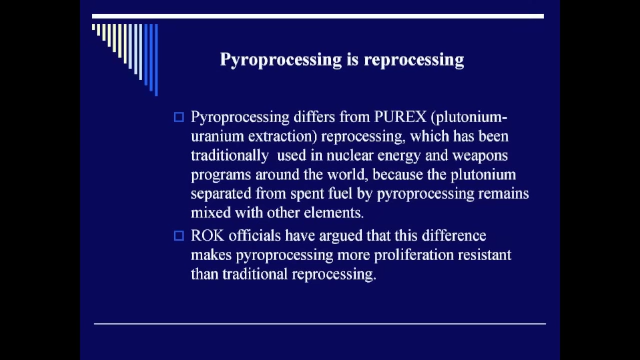 Pyroprocessing is reprocessing
Pyroprocessing differs from PUREX (plutonium-
uranium extraction) reprocessing, which has been
traditionally used in nuclear energy and weapons
programs around the world, because the plutonium
separated from spent fuel by pyroprocessing remains
mixed with other elements.
ROK officials have argued that this difference
makes pyroprocessing more proliferation resistant
than traditional reprocessing.